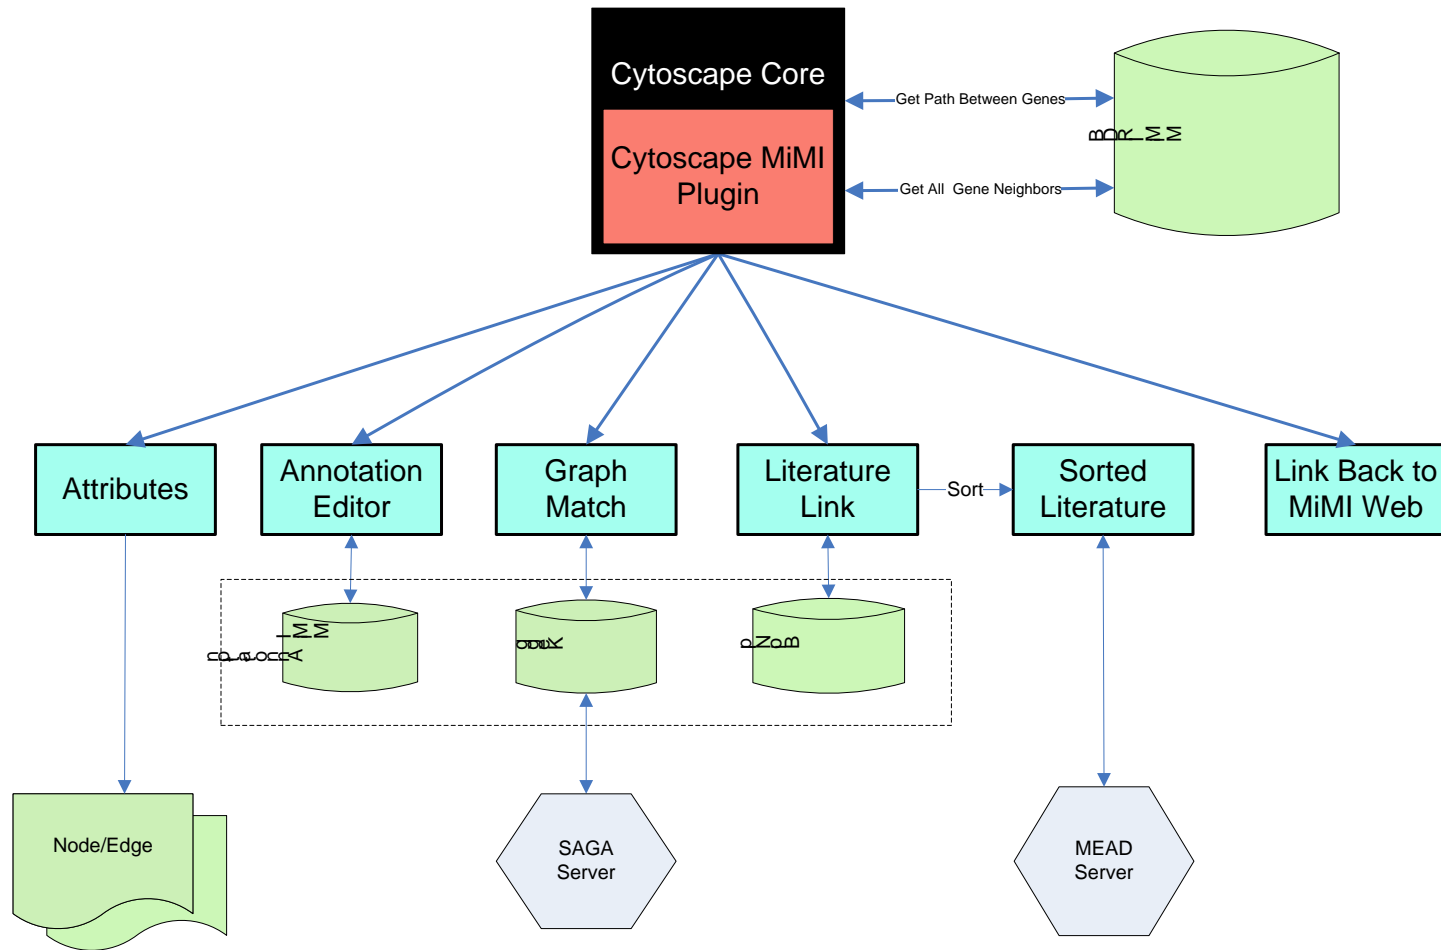 Cytoscape Core
Cytoscape MiMI
Plugin
Get Path Between Genes
Get All Gene Neighbors
Attributes
Annotation
Editor
Graph
Match
Literature
Link
Sort
Sorted
Literature
Link Back to
MiMI Web
Node/Edge
SAGA
Server
MEAD
Server